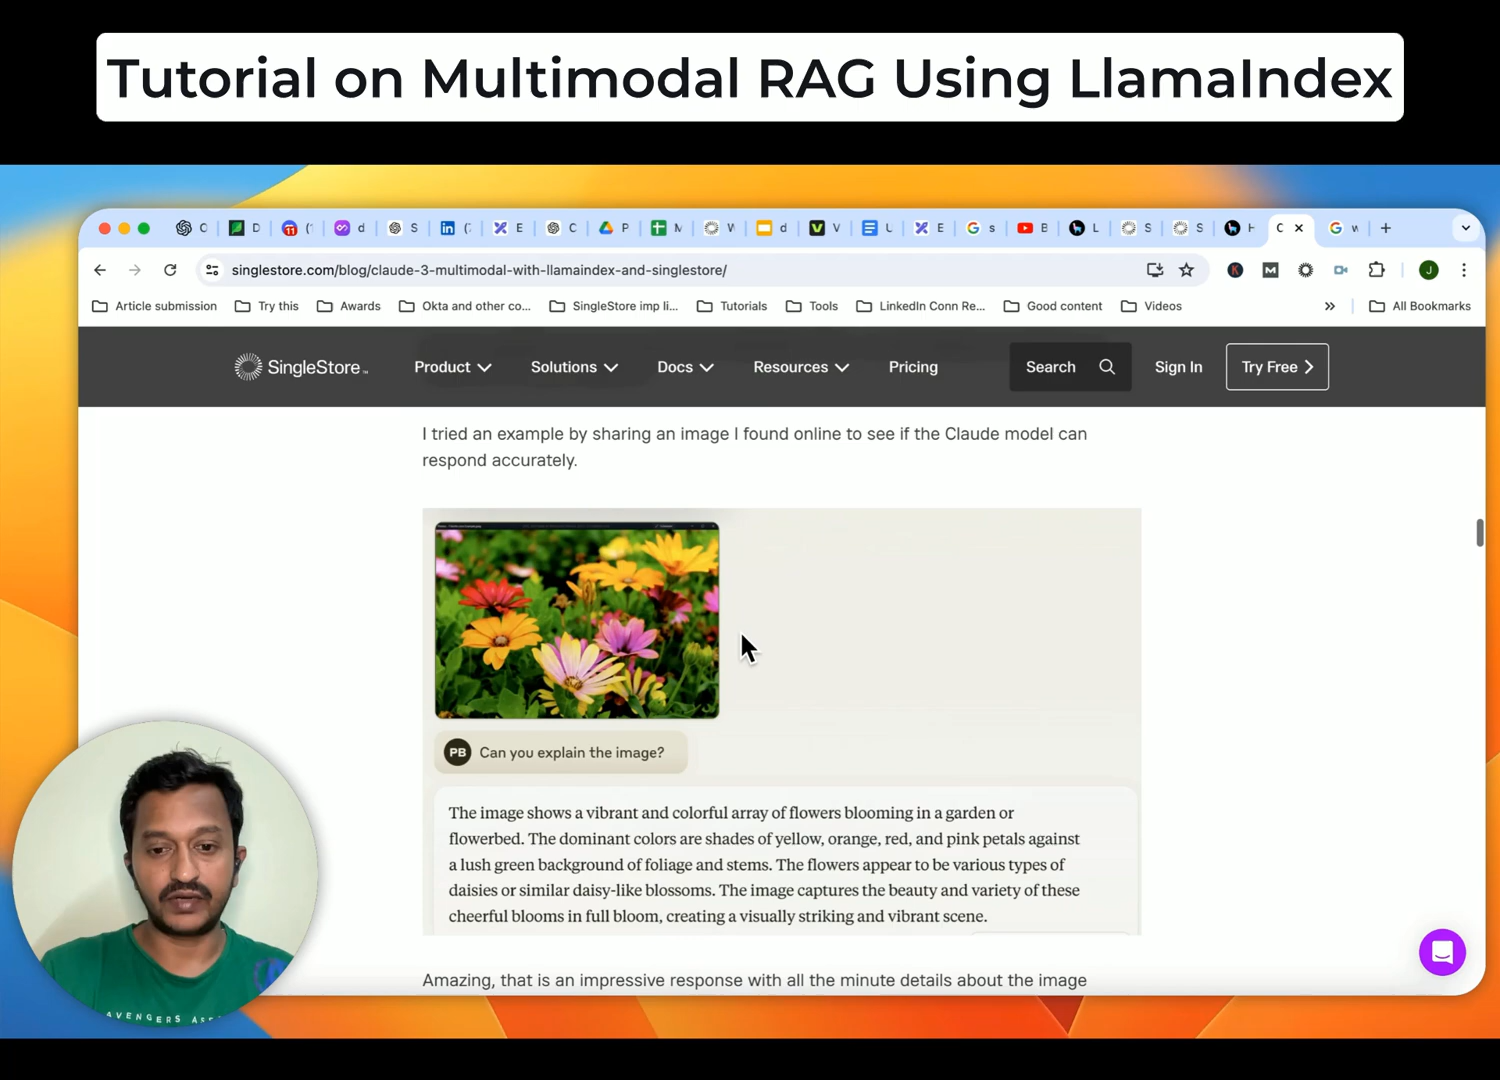 Tutorial on Multimodal RAG Using LlamaIndex
C D (' d S (: E C P M W d V U E s B L S S H C w
singlestore.com/blog/claude-3-multimodal-with-llamaindex-and-singlestore/
K M J
Article submission Try this Awards Okta and other co... SingleStore imp li... Tutorials Tools LinkedIn Conn Re... Good content Videos » All Bookmarks
SingleStore Product Solutions Docs Resources Pricing Search Sign In Try Free
I tried an example by sharing an image I found online to see if the Claude model can
respond accurately.
PB Can you explain the image?
The image shows a vibrant and colorful array of flowers blooming in a garden or
flowerbed. The dominant colors are shades of yellow, orange, red, and pink petals against
a lush green background of foliage and stems. The flowers appear to be various types of
daisies or similar daisy-like blossoms. The image captures the beauty and variety of these
cheerful blooms in full bloom, creating a visually striking and vibrant scene.
Amazing, that is an impressive response with all the minute details about the image
AVENGERS